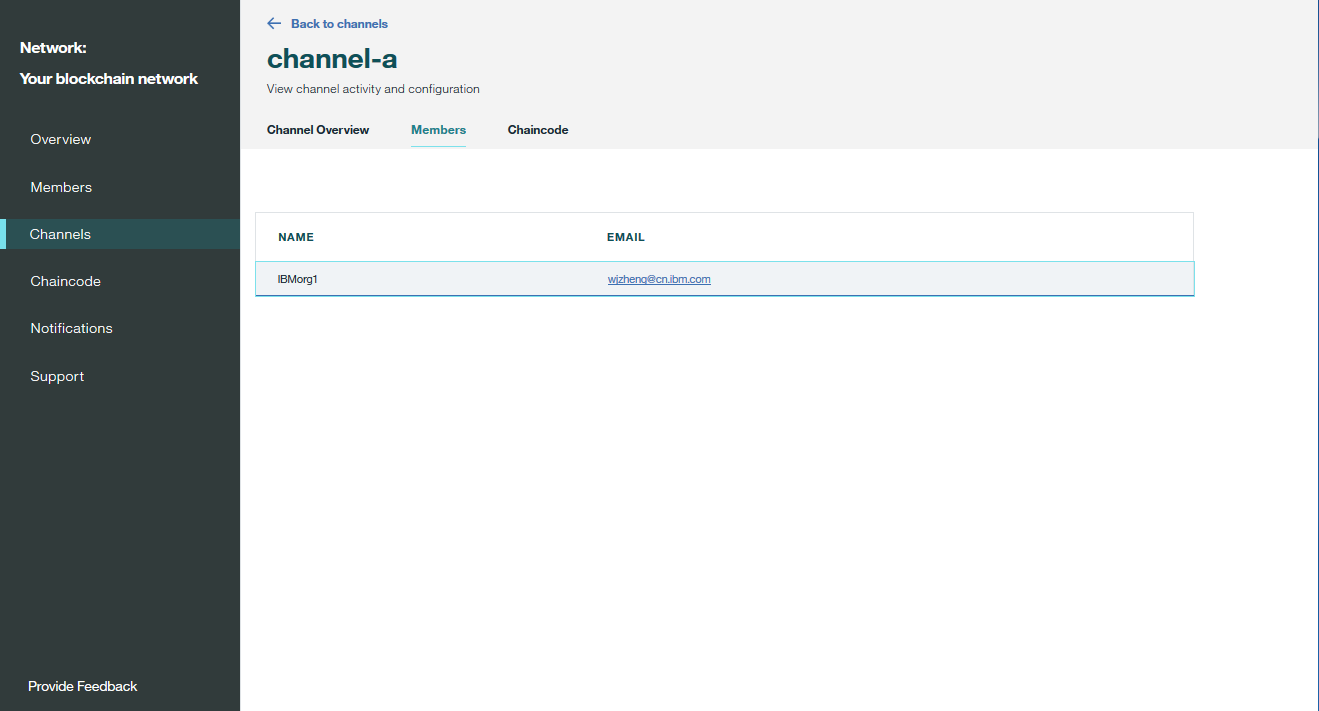 Network:
Your blockchain network
Overview
Members
Channels
Chaincode
Notifications
Support
Provide Feedback
← Back to channels
channel-a
View channel activity and configuration
Channel Overview Members Chaincode
NAME EMAIL
IBMorg1 wjzheng@cn.ibm.com